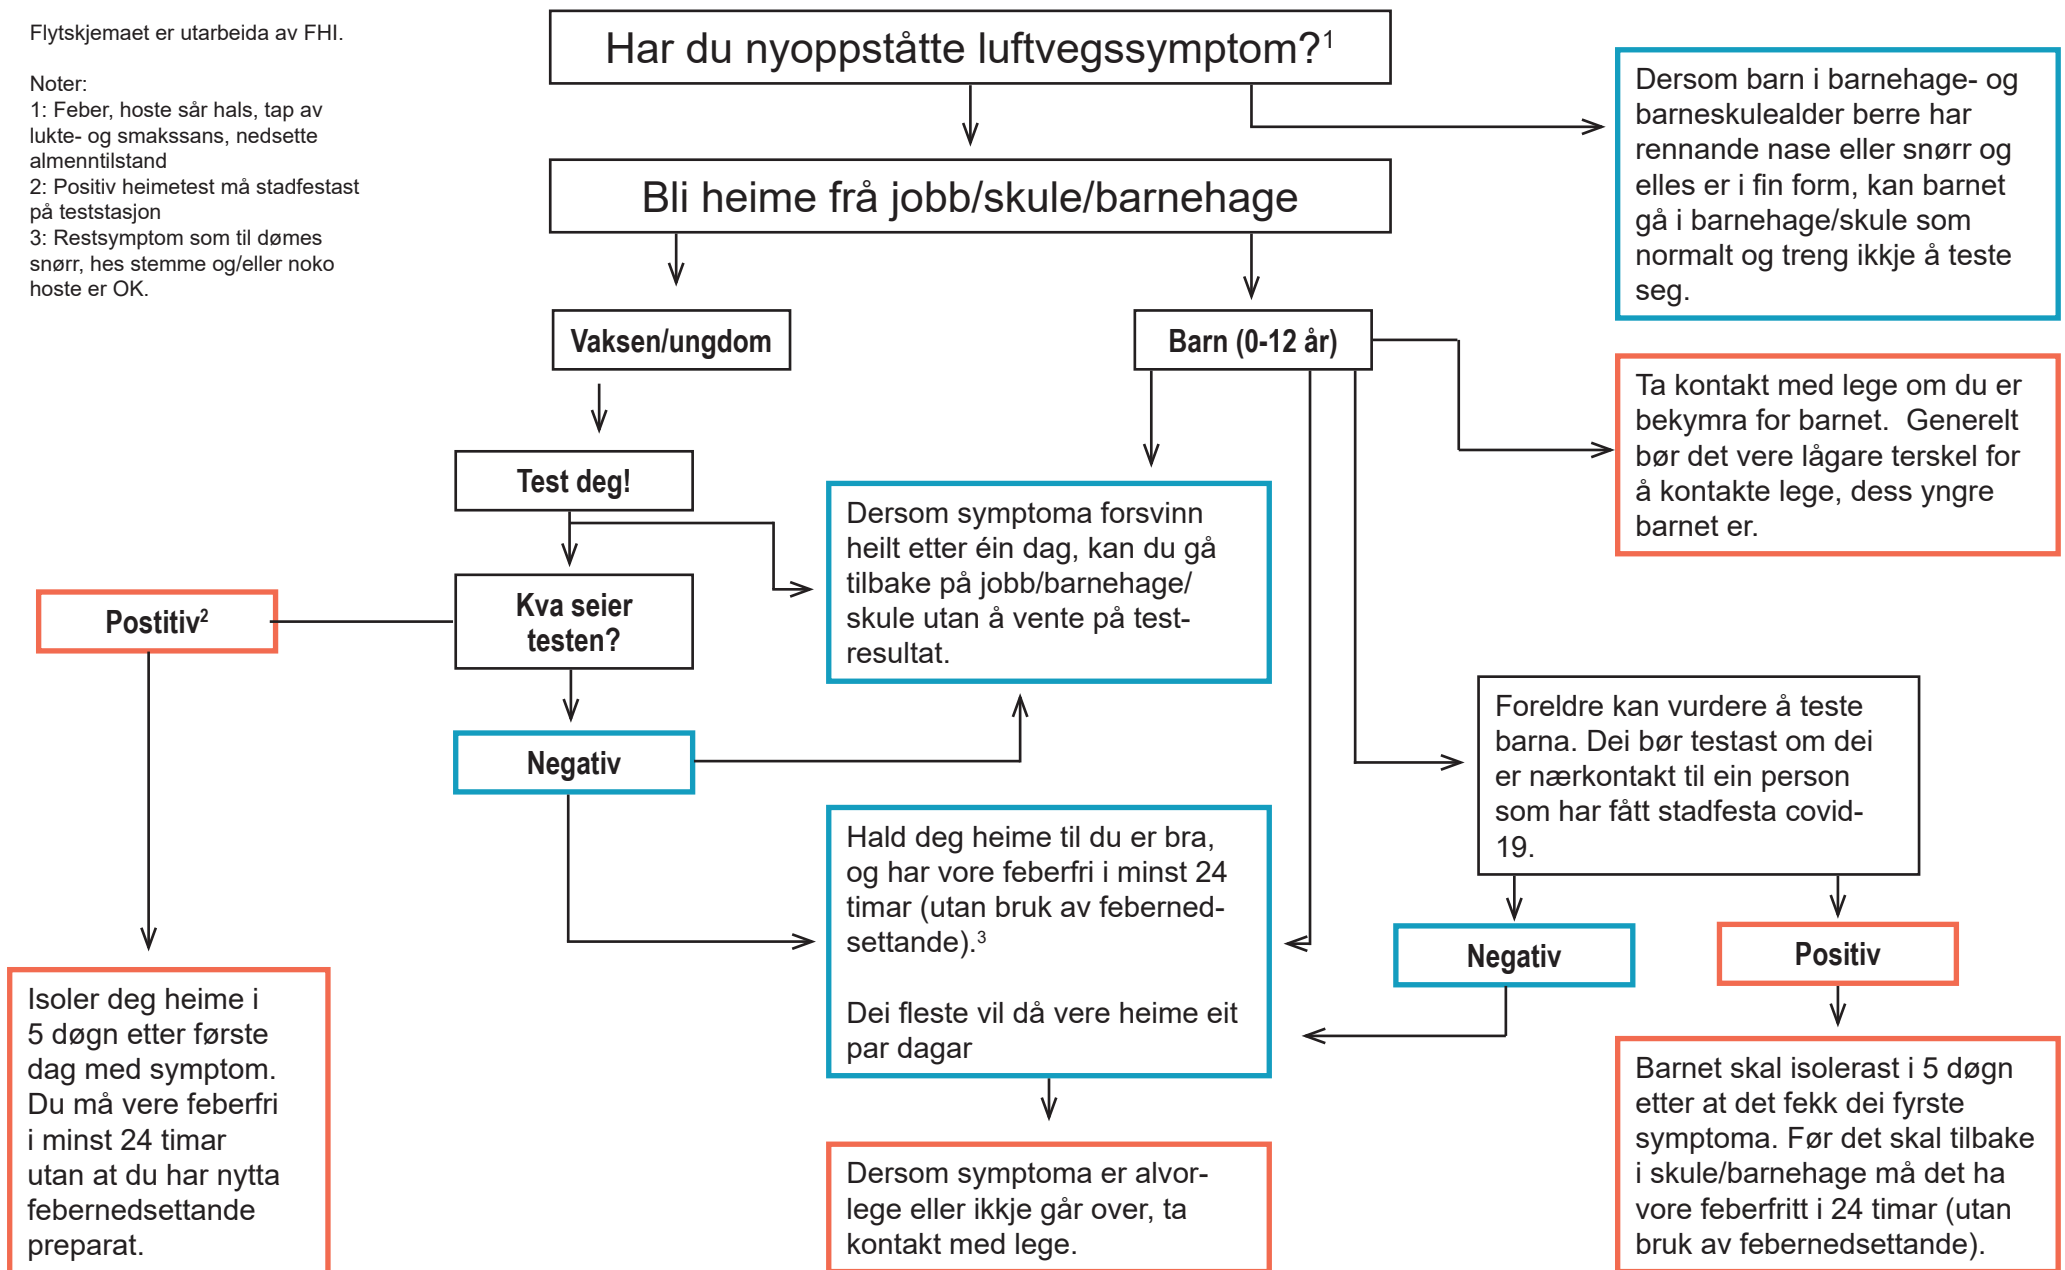 Flytskjemaet er utarbeida av FHI.
Noter:
1: Feber, hoste sår hals, tap av
lukte- og smakssans, nedsette
almenntilstand
2: Positiv heimetest må stadfestast
på teststasjon
3: Restsymptom som til dømes
snørr, hes stemme og/eller noko
hoste er OK.
Har du nyoppståtte luftvegssymptom?1
Dersom barn i barnehage- og
barneskulealder berre har
rennande nase eller snørr og
elles er i fin form, kan barnet
gå i barnehage/skule som
normalt og treng ikkje å teste
seg.
Bli heime frå jobb/skule/barnehage
Vaksen/ungdom
Barn (0-12 år)
Ta kontakt med lege om du er
bekymra for barnet.  Generelt
bør det vere lågare terskel for
å kontakte lege, dess yngre
barnet er.
Test deg!
Dersom symptoma forsvinn
heilt etter éin dag, kan du gå
tilbake på jobb/barnehage/
skule utan å vente på test-
resultat.
Kva seier
testen?
Postitiv2
Negativ
Foreldre kan vurdere å teste
barna. Dei bør testast om dei
er nærkontakt til ein person
som har fått stadfesta covid-
19.
Hald deg heime til du er bra,
og har vore feberfri i minst 24
timar (utan bruk av feberned-
settande).3
Dei fleste vil då vere heime eit
par dagar
Negativ
Positiv
Isoler deg heime i
5 døgn etter første
dag med symptom.
Du må vere feberfri
i minst 24 timar
utan at du har nytta
febernedsettande
preparat.
Dersom symptoma er alvor-
lege eller ikkje går over, ta
kontakt med lege.
Barnet skal isolerast i 5 døgn
etter at det fekk dei fyrste
symptoma. Før det skal tilbake
i skule/barnehage må det ha
vore feberfritt i 24 timar (utan
bruk av febernedsettande).